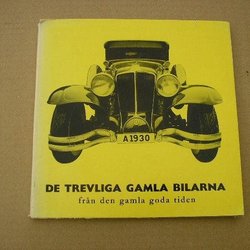 A1930
DE TREVLIGA GAMLA BILARNA
från den gamla goda tiden